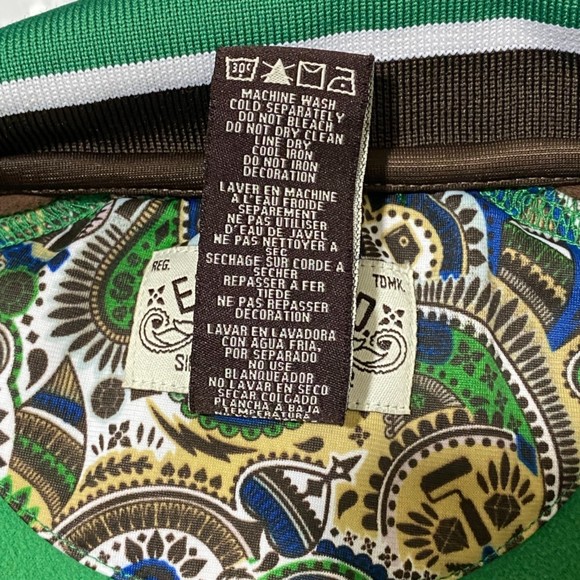 30°
MACHINE WASH
COLD SEPARATELY
DO NOT BLEACH
DO NOT DRY CLEAN
LINE DRY
COOL IRON
DO NOT IRON
DECORATION
LAVER EN MACHINE
A L'EAU FROIDE
SEPAREMENT
NE PAS UTILISER
D'EAU DE JAVEL
NE PAS NETTOYER A
SEC
SECHAGE SUR CORDE A
SECHER
REPASSER A FER
TIEDE
NE PAS REPASSER
DECORATION
LAVAR EN LAVADORA
CON AGUA FRIA,
POR SEPARADO
NO USE
BLANQUEADOR
NO LAVAR EN SECO
SECAR COLGADO
PLANCHA A BAJA
TEMPERATURA
REG.
TDMK.